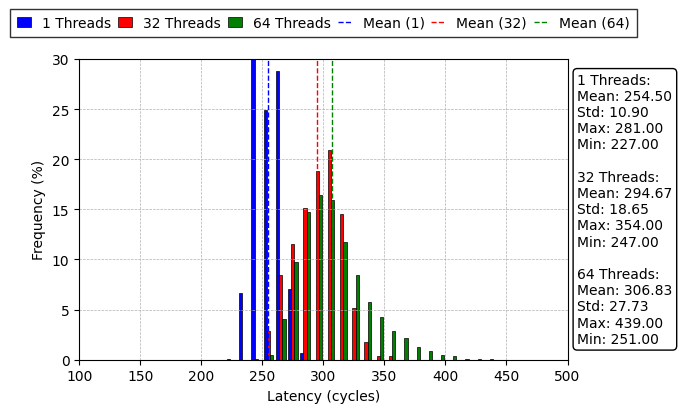 1 Threads 32 Threads 64 Threads Mean (1) Mean (32) Mean (64)
30
25
20
15
10
5
0
Frequency (%)
100 150 200 250 300 350 400 450 500
Latency (cycles)
1 Threads:
Mean: 254.50
Std: 10.90
Max: 281.00
Min: 227.00
32 Threads:
Mean: 294.67
Std: 18.65
Max: 354.00
Min: 247.00
64 Threads:
Mean: 306.83
Std: 27.73
Max: 439.00
Min: 251.00